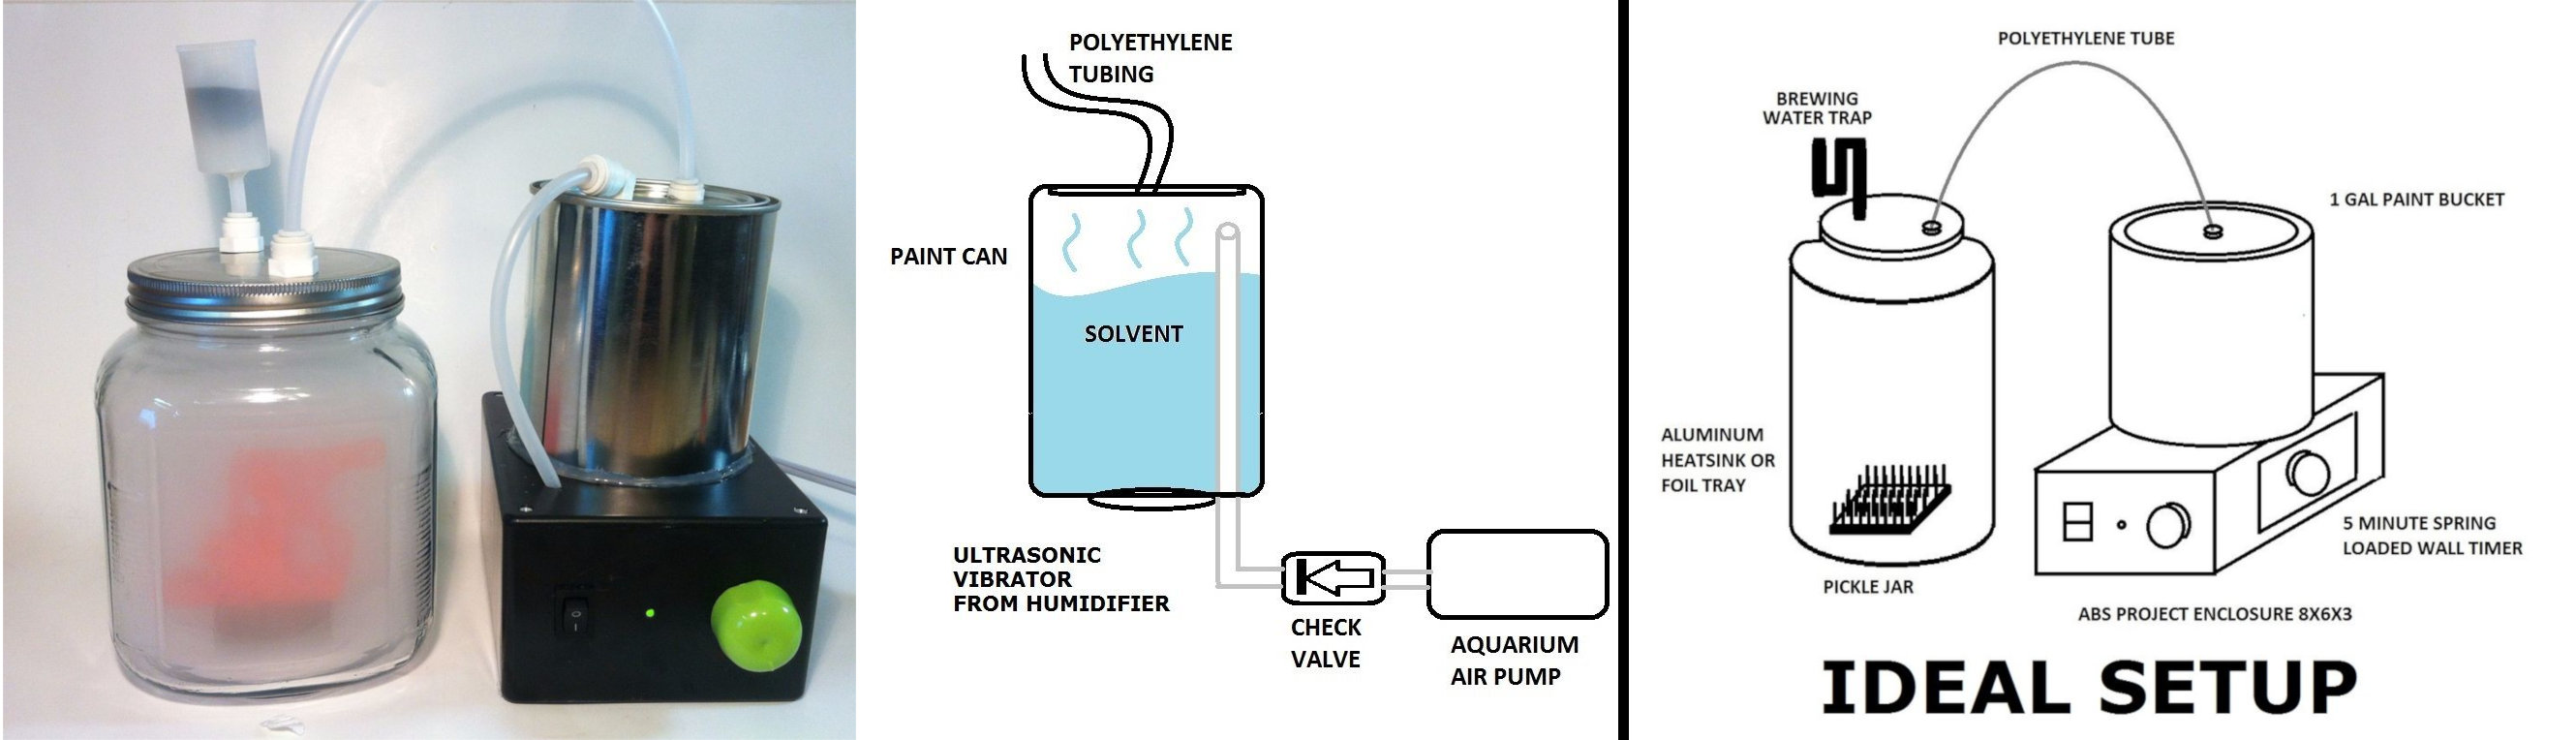 POLYETHYLENE
TUBING
PAINT CAN
SOLVENT
ULTRASONIC
VIBRATOR
FROM HUMIDIFIER
CHECK
VALVE
AQUARIUM
AIR PUMP
POLYETHYLENE TUBE
BREWING
WATER TRAP
1 GAL PAINT BUCKET
ALUMINUM
HEATSINK OR
FOIL TRAY
5 MINUTE SPRING
LOADED WALL TIMER
PICKLE JAR
ABS PROJECT ENCLOSURE 8X6X3
IDEAL SETUP